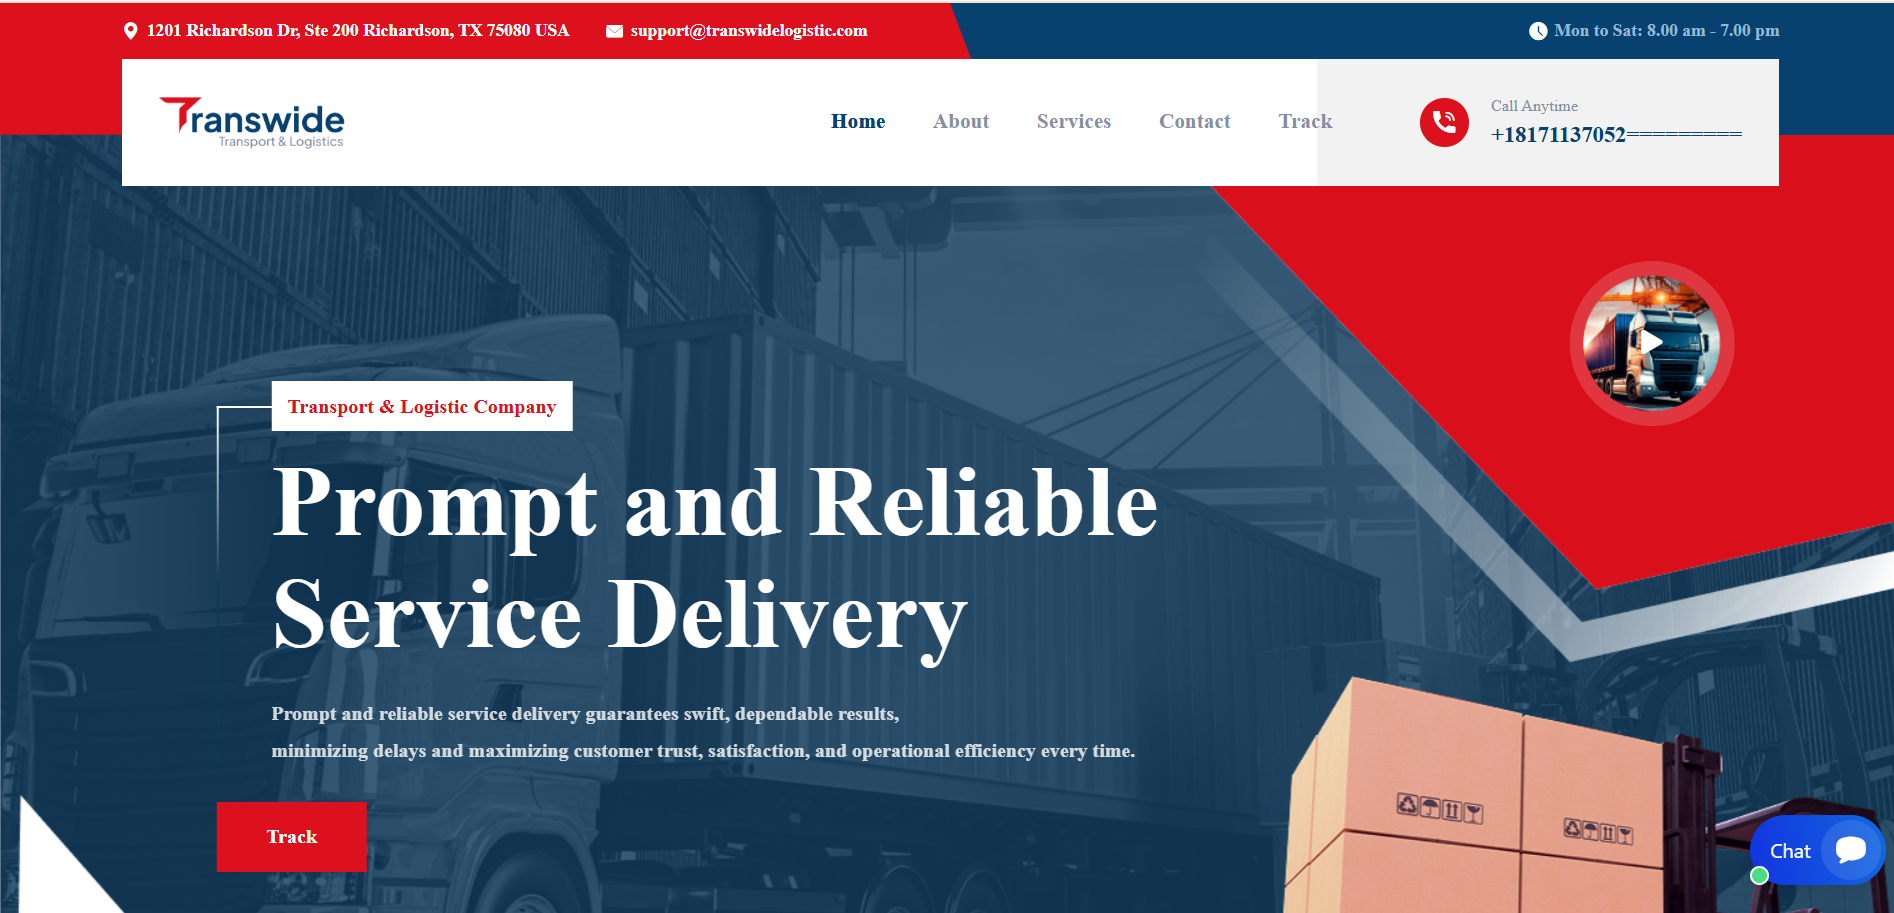 1201 Richardson Dr, Ste 200 Richardson, TX 75080 USA
support@transwidelogistic.com
Mon to Sat: 8.00 am - 7.00 pm
Transwide
Transport & Logistics
Home
About
Services
Contact
Track
Call Anytime
+18171137052=========
Transport & Logistic Company
Prompt and Reliable
Service Delivery
Prompt and reliable service delivery guarantees swift, dependable results,
minimizing delays and maximizing customer trust, satisfaction, and operational efficiency every time.
Track
Chat